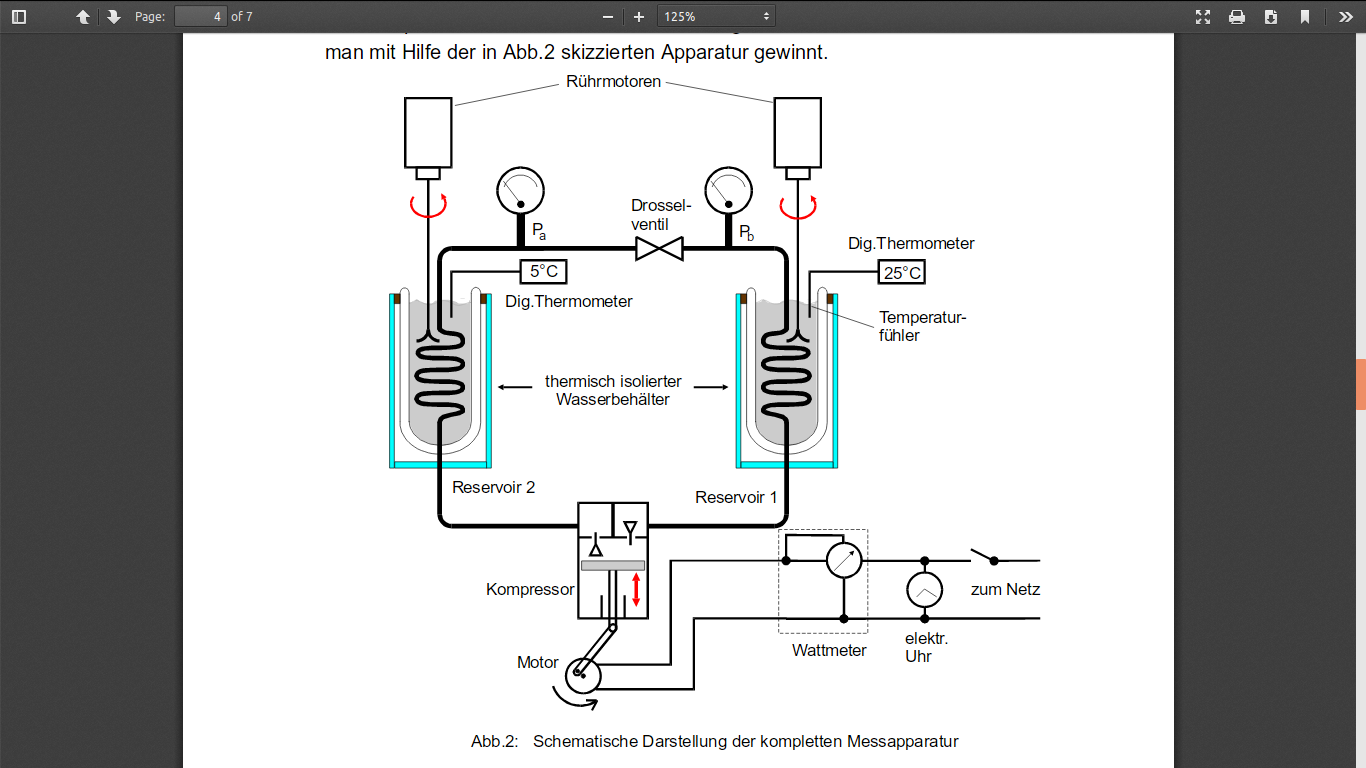 Page: 4 of 7 125%
man mit Hilfe der in Abb.2 skizzierten Apparatur gewinnt.
Rührmotoren
Drossel-
ventil
Pa
Pb
Dig.Thermometer
5°C
25°C
Dig.Thermometer
Temperatur-
fühler
thermisch isolierter
Wasserbehälter
Reservoir 2
Reservoir 1
Kompressor
zum Netz
elektr.
Uhr
Wattmeter
Motor
Abb.2: Schematische Darstellung der kompletten Messapparatur